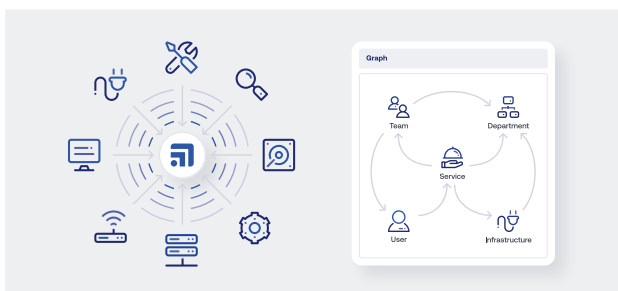 Graph
Team
Department
Service
User
Infrastructure